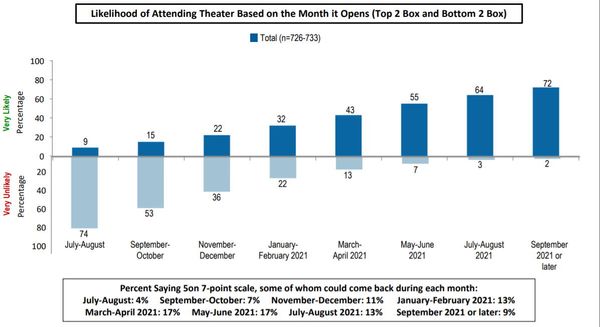 Likelihood of Attending Theater Based on the Month it Opens (Top 2 Box and Bottom 2 Box)
Total (n=726-733)
Very Likely
Percentage
100
80
60
40
20
0
9
15
22
32
43
55
64
72
Very Unlikely
Percentage
20
40
60
80
100
74
53
36
22
13
7
3
2
July-August
September-
October
November-
December
January-
February 2021
March-
April 2021
May-June
2021
July-August
2021
September
2021 or
later
Percent Saying 5on 7-point scale, some of whom could come back during each month:
July-August: 4% September-October: 7% November-December: 11% January-February 2021: 13%
March-April 2021: 17% May-June 2021: 17% July-August 2021: 13% September 2021 or later: 9%